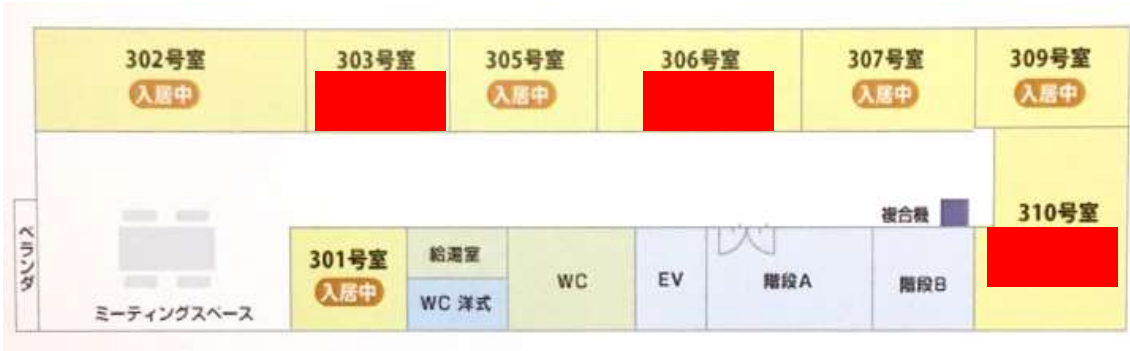 302号室
入居中
303号室
305号室
入居中
306号室
307号室
入居中
309号室
入居中
複合機
310号室
ベランダ
301号室
入居中
給湯室
WC 洋式
WC
EV
階段A
階段B
ミーティングスペース